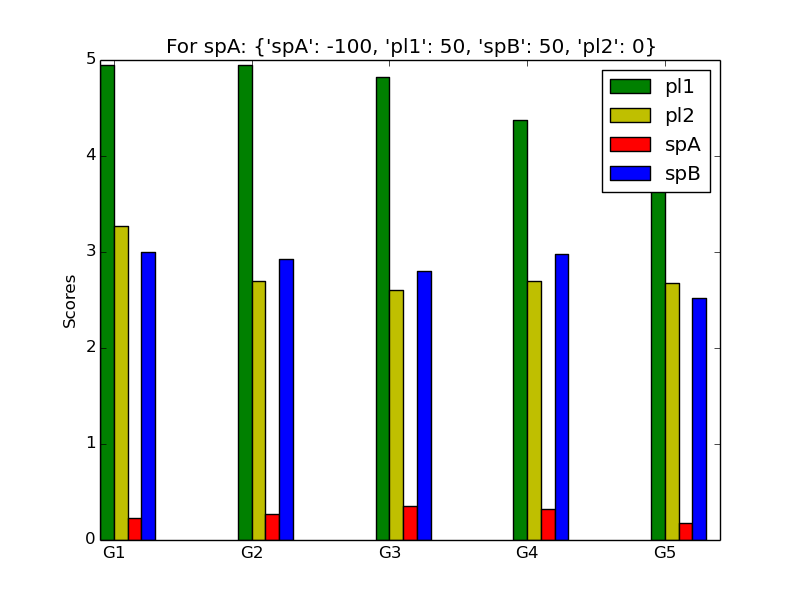 For spA: {'spA': -100, 'pl1': 50, 'spB': 50, 'pl2': 0}
5
4
3
2
1
0
Scores
pl1
pl2
spA
spB
G1 G2 G3 G4 G5